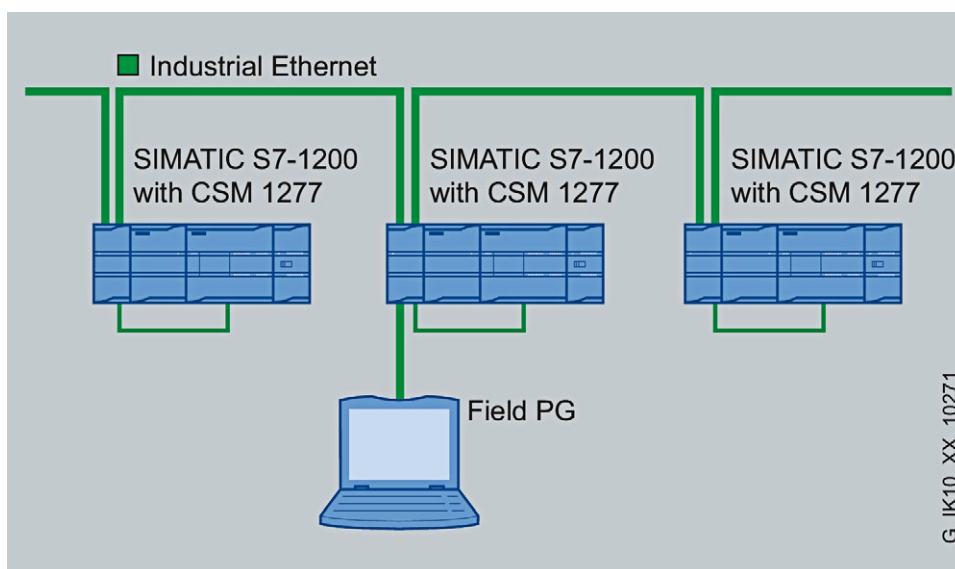 Industrial Ethernet
SIMATIC S7-1200
with CSM 1277
SIMATIC S7-1200
with CSM 1277
SIMATIC S7-1200
with CSM 1277
Field PG
G_IK10_XX_10271